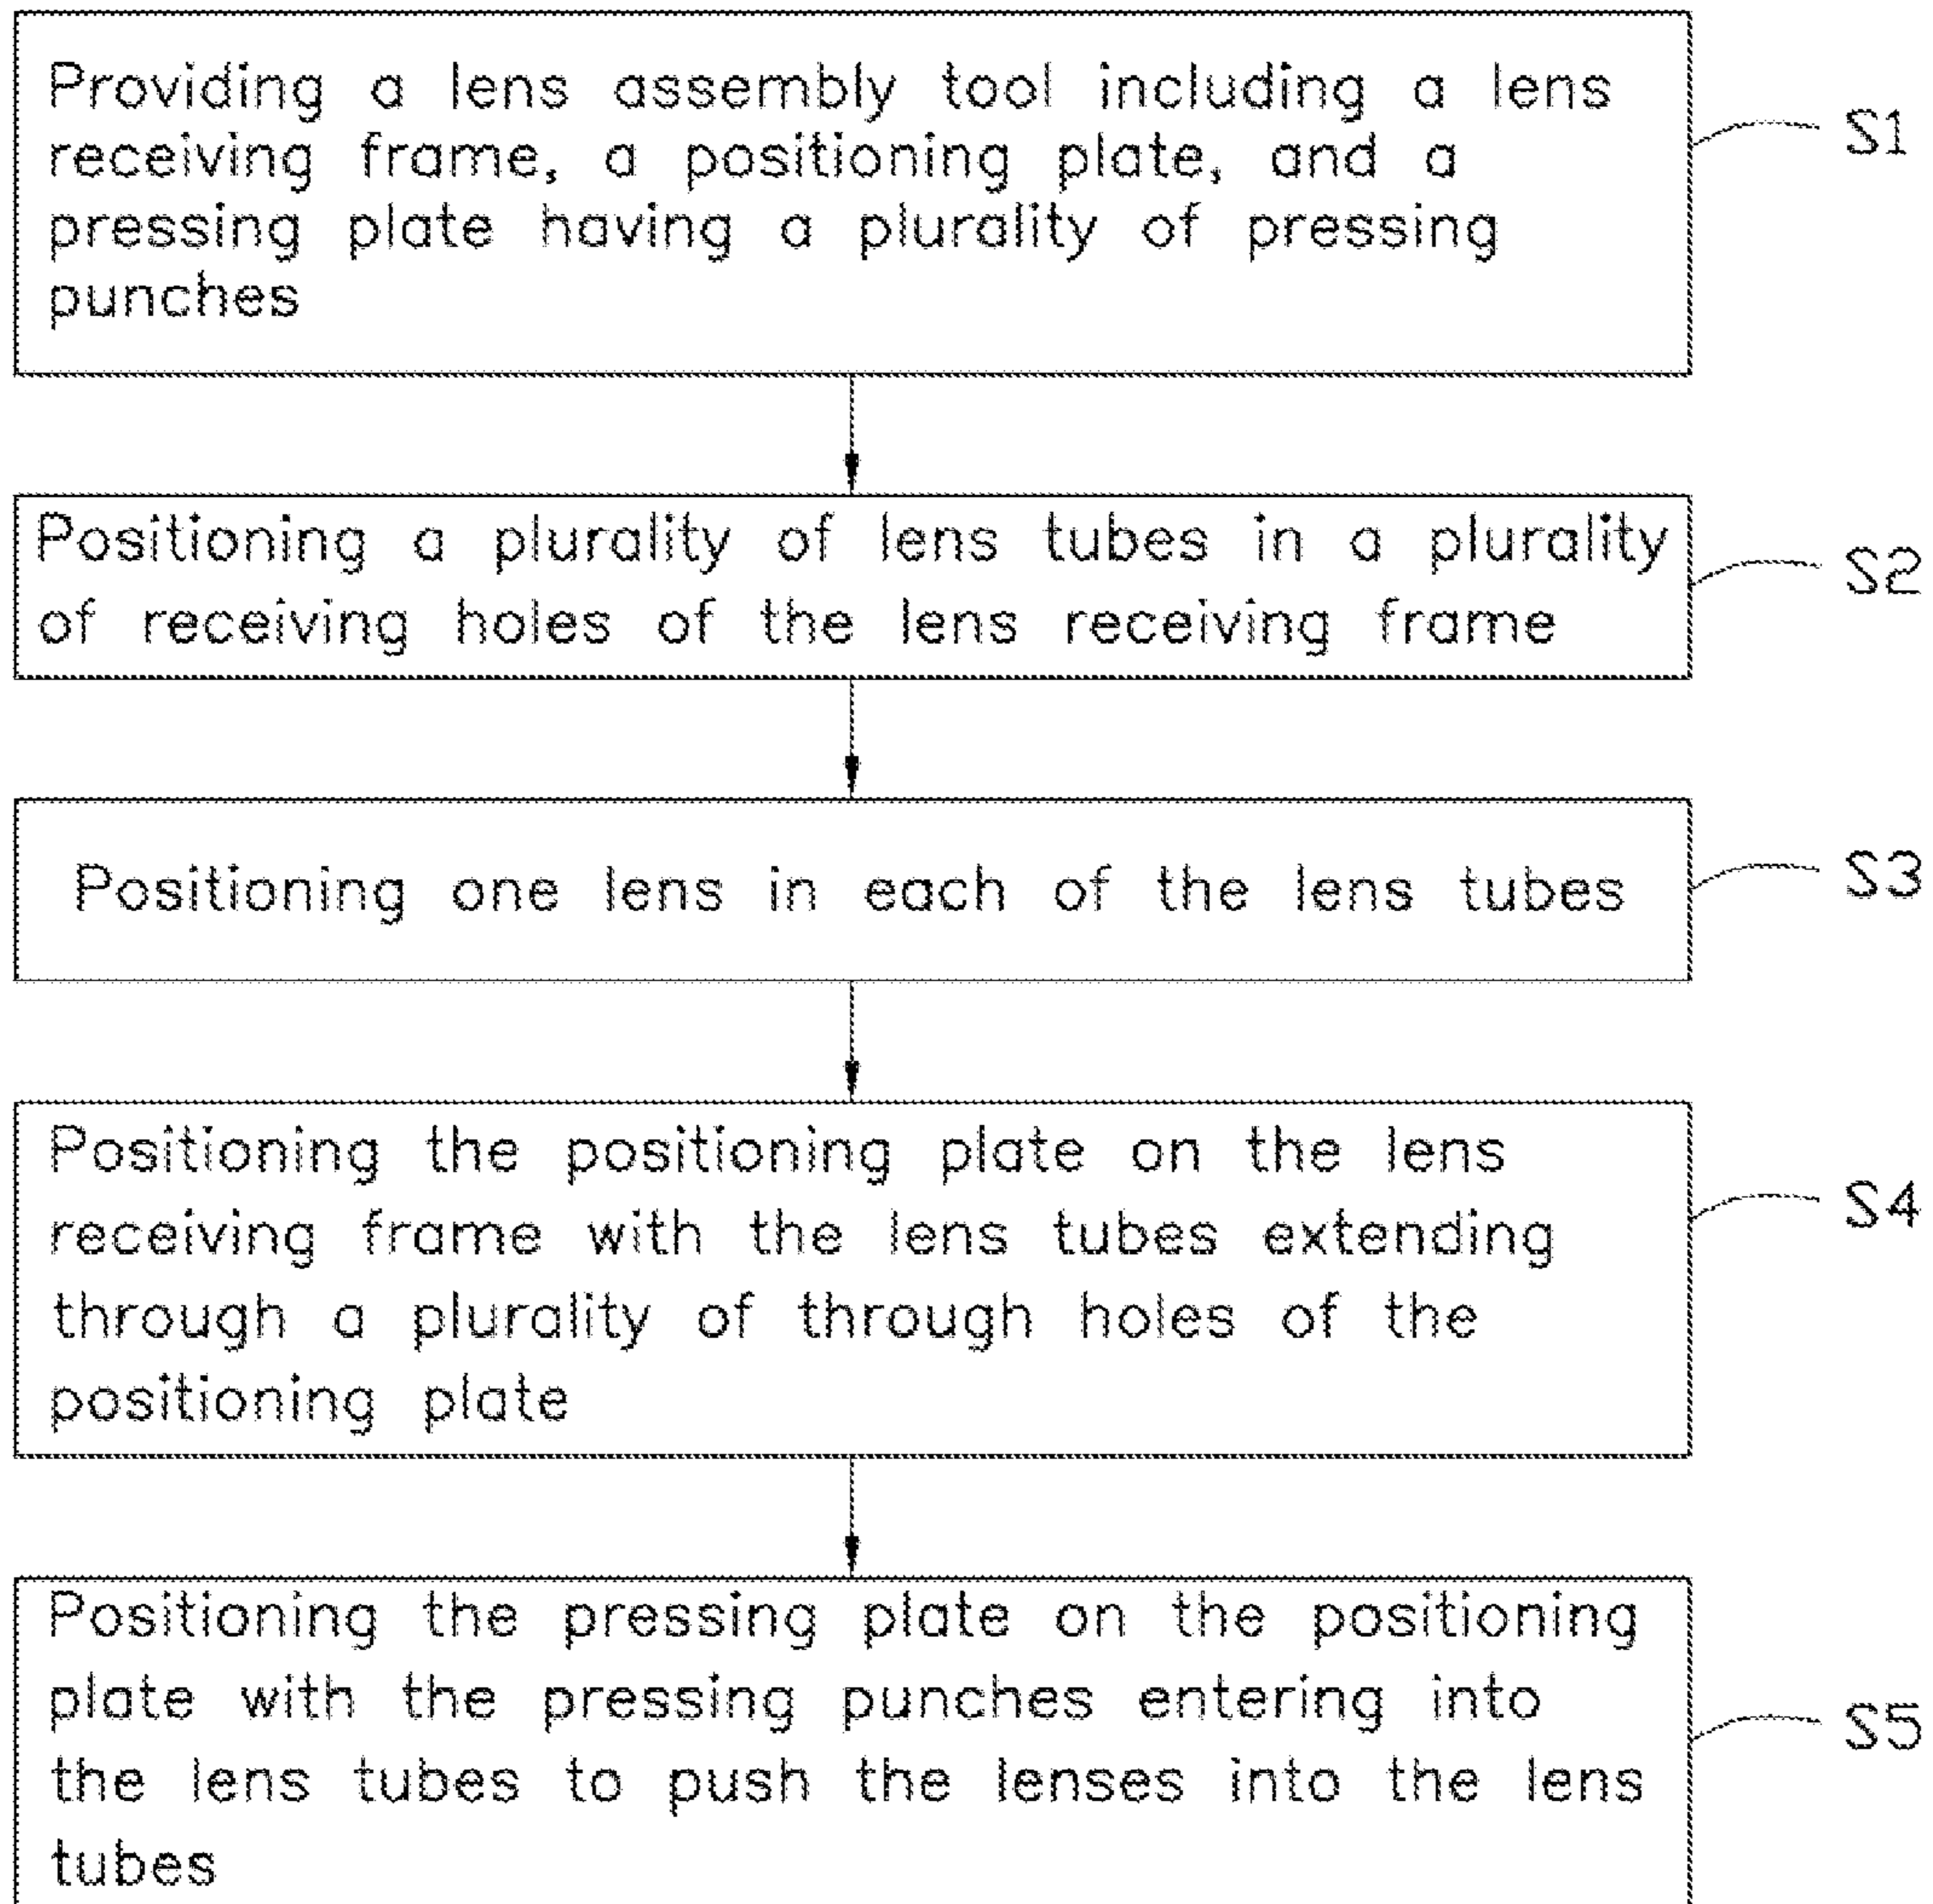 Providing a lens assembly tool including a lens
receiving frame, a positioning plate, and a
pressing plate having a plurality of pressing
punches
S1
Positioning a plurality of lens tubes in a plurality
of receiving holes of the lens receiving frame
S2
Positioning one lens in each of the lens tubes
S3
Positioning the positioning plate on the lens
receiving frame with the lens tubes extending
through a plurality of through holes of the
positioning plate
S4
Positioning the pressing plate on the positioning
plate with the pressing punches entering into
the lens tubes to push the lenses into the lens
tubes
S5